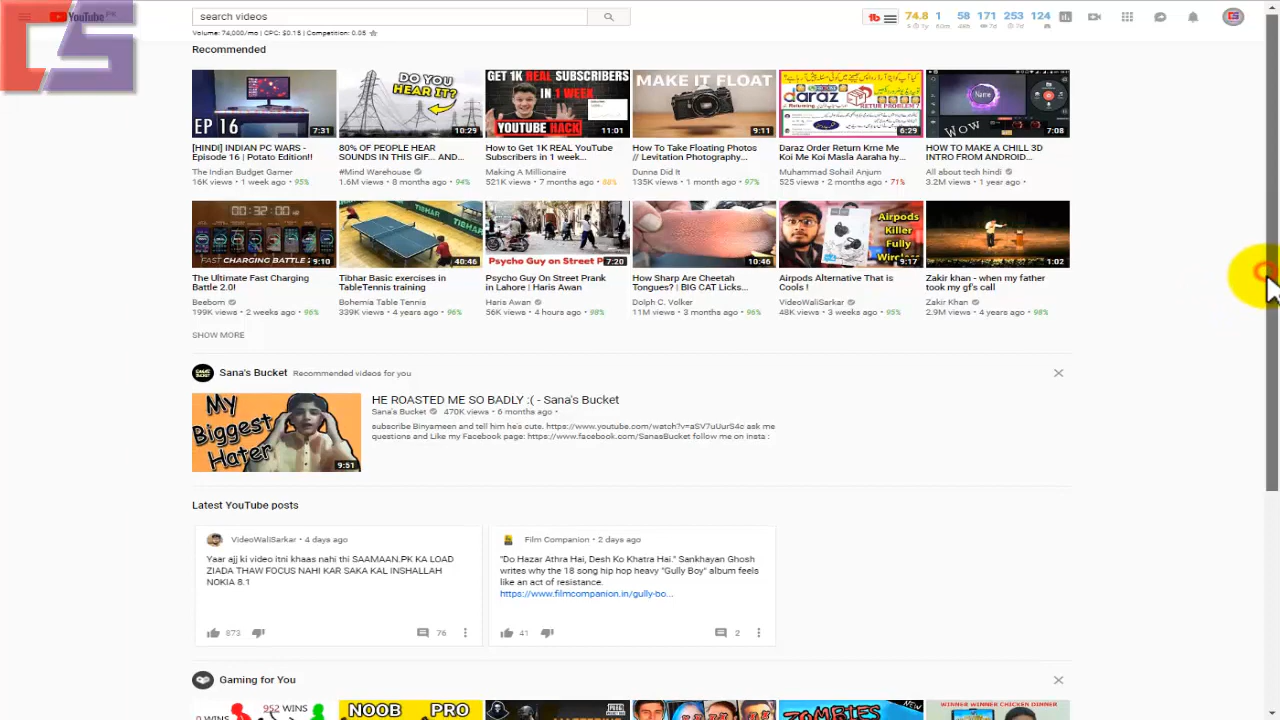 YouTube PK
search videos
74.8 1 58 171 253 124
Volume: 74,000/mo | CPC: $0.15 | Competition: 0.05
Recommended
EP 16
7:31
DO YOU
HEAR IT?
10:29
GET 1K REAL SUBSCRIBERS
IN 1 WEEK
YOUTUBE HACK
11:01
MAKE IT FLOAT
9:11
daraz
6:29
Name
WOW
7:08
[HINDI] INDIAN PC WARS -
Episode 16 | Potato Edition!!
The Indian Budget Gamer
16K views • 1 week ago • 95%
80% OF PEOPLE HEAR
SOUNDS IN THIS GIF... AND...
#Mind Warehouse
1.6M views • 8 months ago • 94%
How to Get 1K REAL YouTube
Subscribers in 1 week...
Making A Millionaire
521K views • 7 months ago • 88%
How To Take Floating Photos
// Levitation Photography...
Dunna Did It
135K views • 1 month ago • 97%
Daraz Order Return Krne Me
Koi Me Koi Masla Aaraha hy...
Muhammad Sohail Anjum
525 views • 2 months ago • 71%
HOW TO MAKE A CHILL 3D
INTRO FROM ANDROID...
All about tech hindi
3.2M views • 1 year ago •
00:32:00
FAST CHARGING BATTLE
9:10
TIBHAR
40:46
Psycho Guy On Street P
7:20
10:46
Airpods
Killer
Fully
Wireless
9:17
1:02
The Ultimate Fast Charging
Battle 2.0!
Beebom
199K views • 2 weeks ago • 96%
Tibhar Basic exercises in
TableTennis training
Bohemia Table Tennis
339K views • 4 years ago • 96%
Psycho Guy On Street Prank
in Lahore | Haris Awan
Haris Awan
56K views • 4 hours ago • 98%
How Sharp Are Cheetah
Tongues? | BIG CAT Licks...
Dolph C. Volker
11M views • 3 months ago • 96%
Airpods Alternative That is
Cools !
VideoWaliSarkar
48K views • 3 weeks ago • 95%
Zakir khan - when my father
took my gf's call
Zakir Khan
2.9M views • 4 years ago • 98%
SHOW MORE
Sana's Bucket Recommended videos for you
My
Biggest
Hater
9:51
HE ROASTED ME SO BADLY :( - Sana's Bucket
Sana's Bucket 470K views • 6 months ago •
subscribe Binyameen and tell him he's cute. https://www.youtube.com/watch?v=aSV7uUurS4c ask me
questions and Like my Facebook page: https://www.facebook.com/SanasBucket follow me on insta :
Latest YouTube posts
VideoWaliSarkar • 4 days ago
Yaar ajj ki video itni khaas nahi thi SAAMAAN.PK KA LOAD
ZIADA THAW FOCUS NAHI KAR SAKA KAL INSHALLAH
NOKIA 8.1
873 76
Film Companion • 2 days ago
"Do Hazar Athra Hai, Desh Ko Khatra Hai." Sankhayan Ghosh
writes why the 18 song hip hop heavy "Gully Boy" album feels
like an act of resistance.
https://www.filmcompanion.in/gully-bo...
41 2
Gaming for You
WINS 952 WINS
NOOB PRO
ZOMBIES
WINNER WINNER CHICKEN DINNER